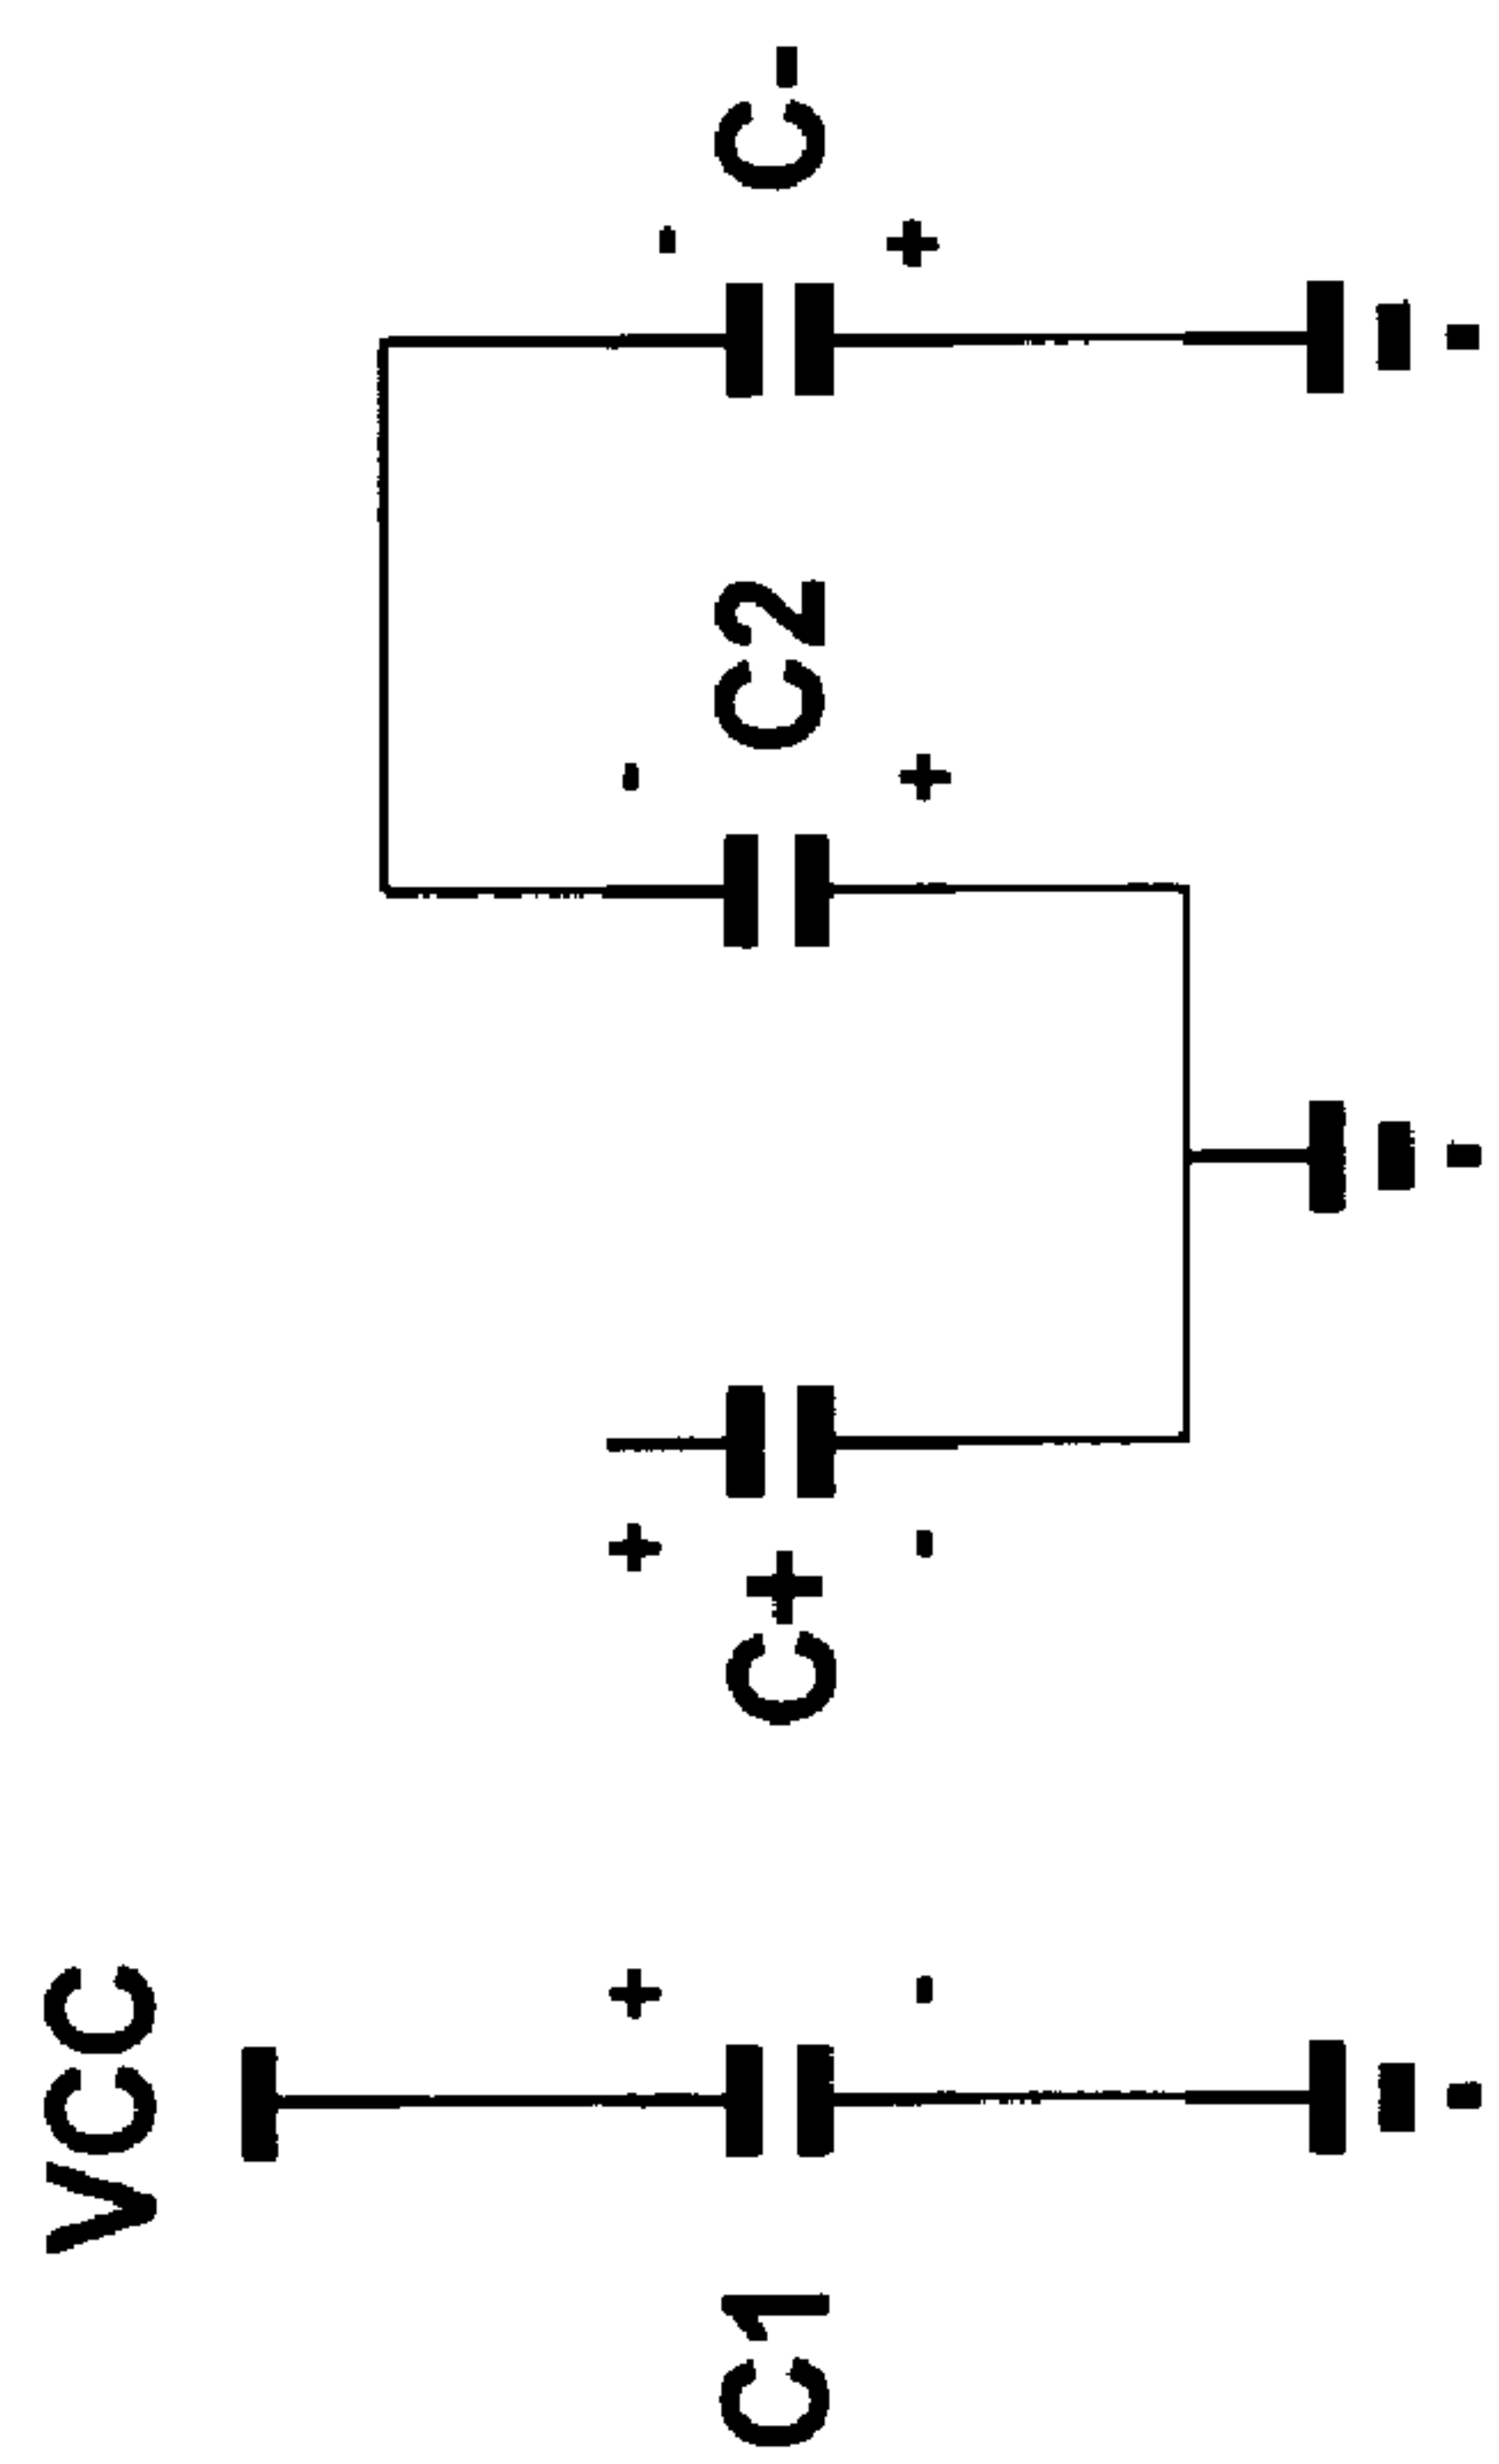 VCC
+ + - -
C1 C+ C2 C-
- - + +